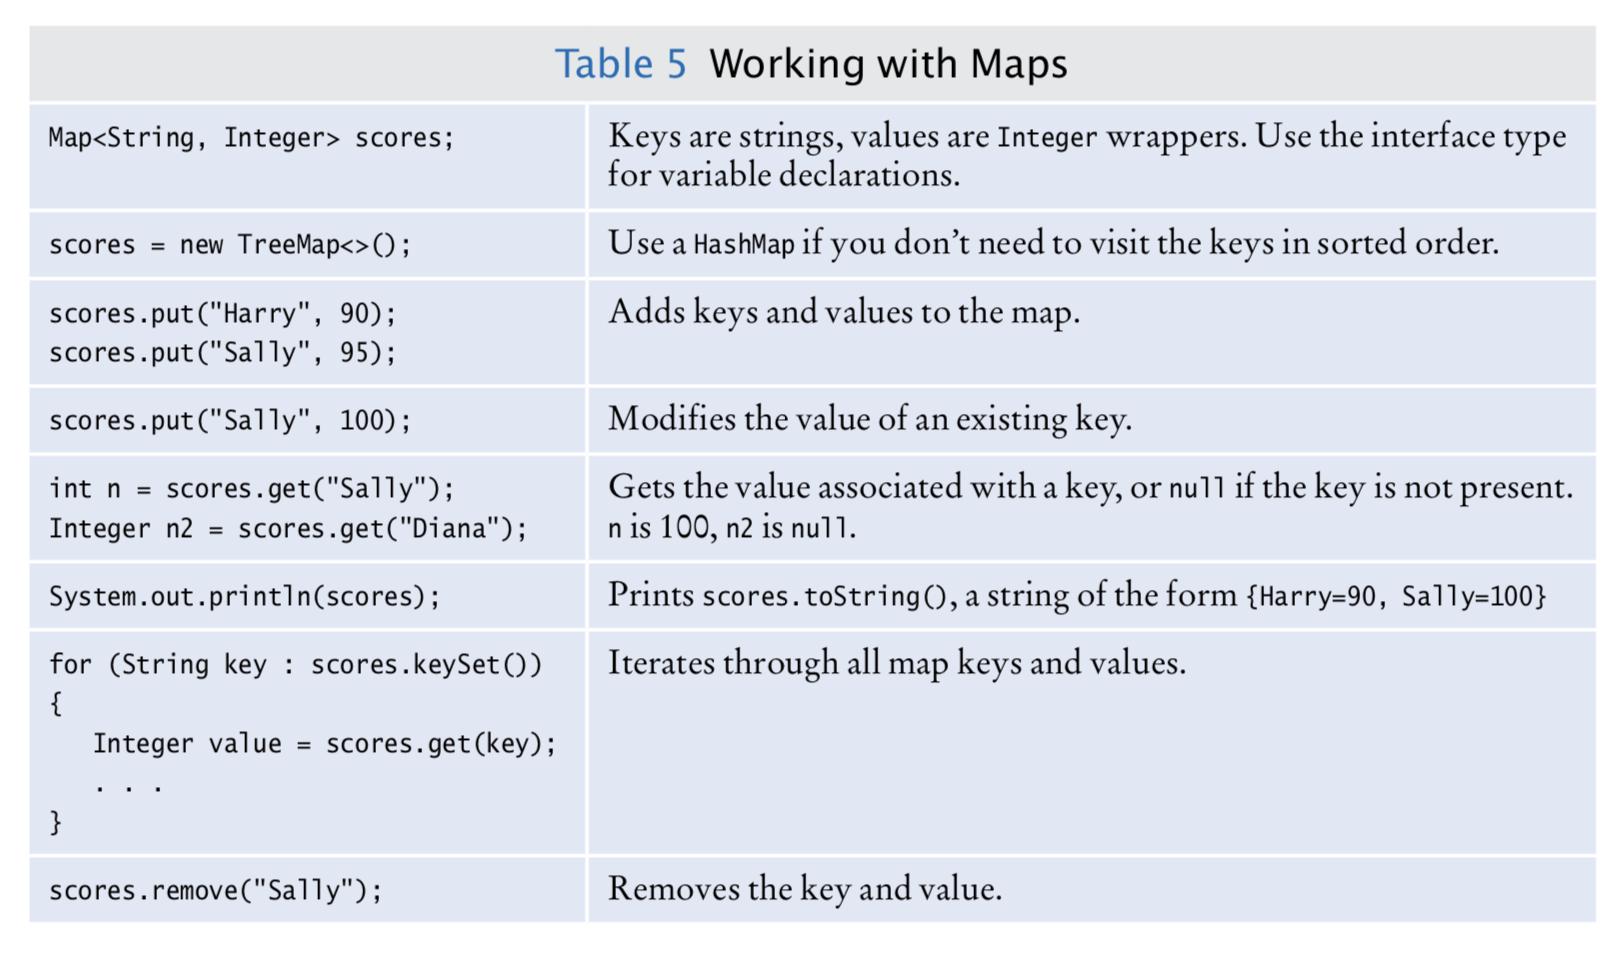 Table 5 Working with Maps
Map<String, Integer> scores;
Keys are strings, values are Integer wrappers. Use the interface type
for variable declarations.
scores = new TreeMap<>();
Use a HashMap if you don’t need to visit the keys in sorted order.
scores.put("Harry", 90);
scores.put("Sally", 95);
Adds keys and values to the map.
scores.put("Sally", 100);
Modifies the value of an existing key.
int n = scores.get("Sally");
Integer n2 = scores.get("Diana");
Gets the value associated with a key, or null if the key is not present.
n is 100, n2 is null.
System.out.println(scores);
Prints scores.toString(), a string of the form {Harry=90, Sally=100}
for (String key : scores.keySet())
{
Integer value = scores.get(key);
. . .
}
Iterates through all map keys and values.
scores.remove("Sally");
Removes the key and value.